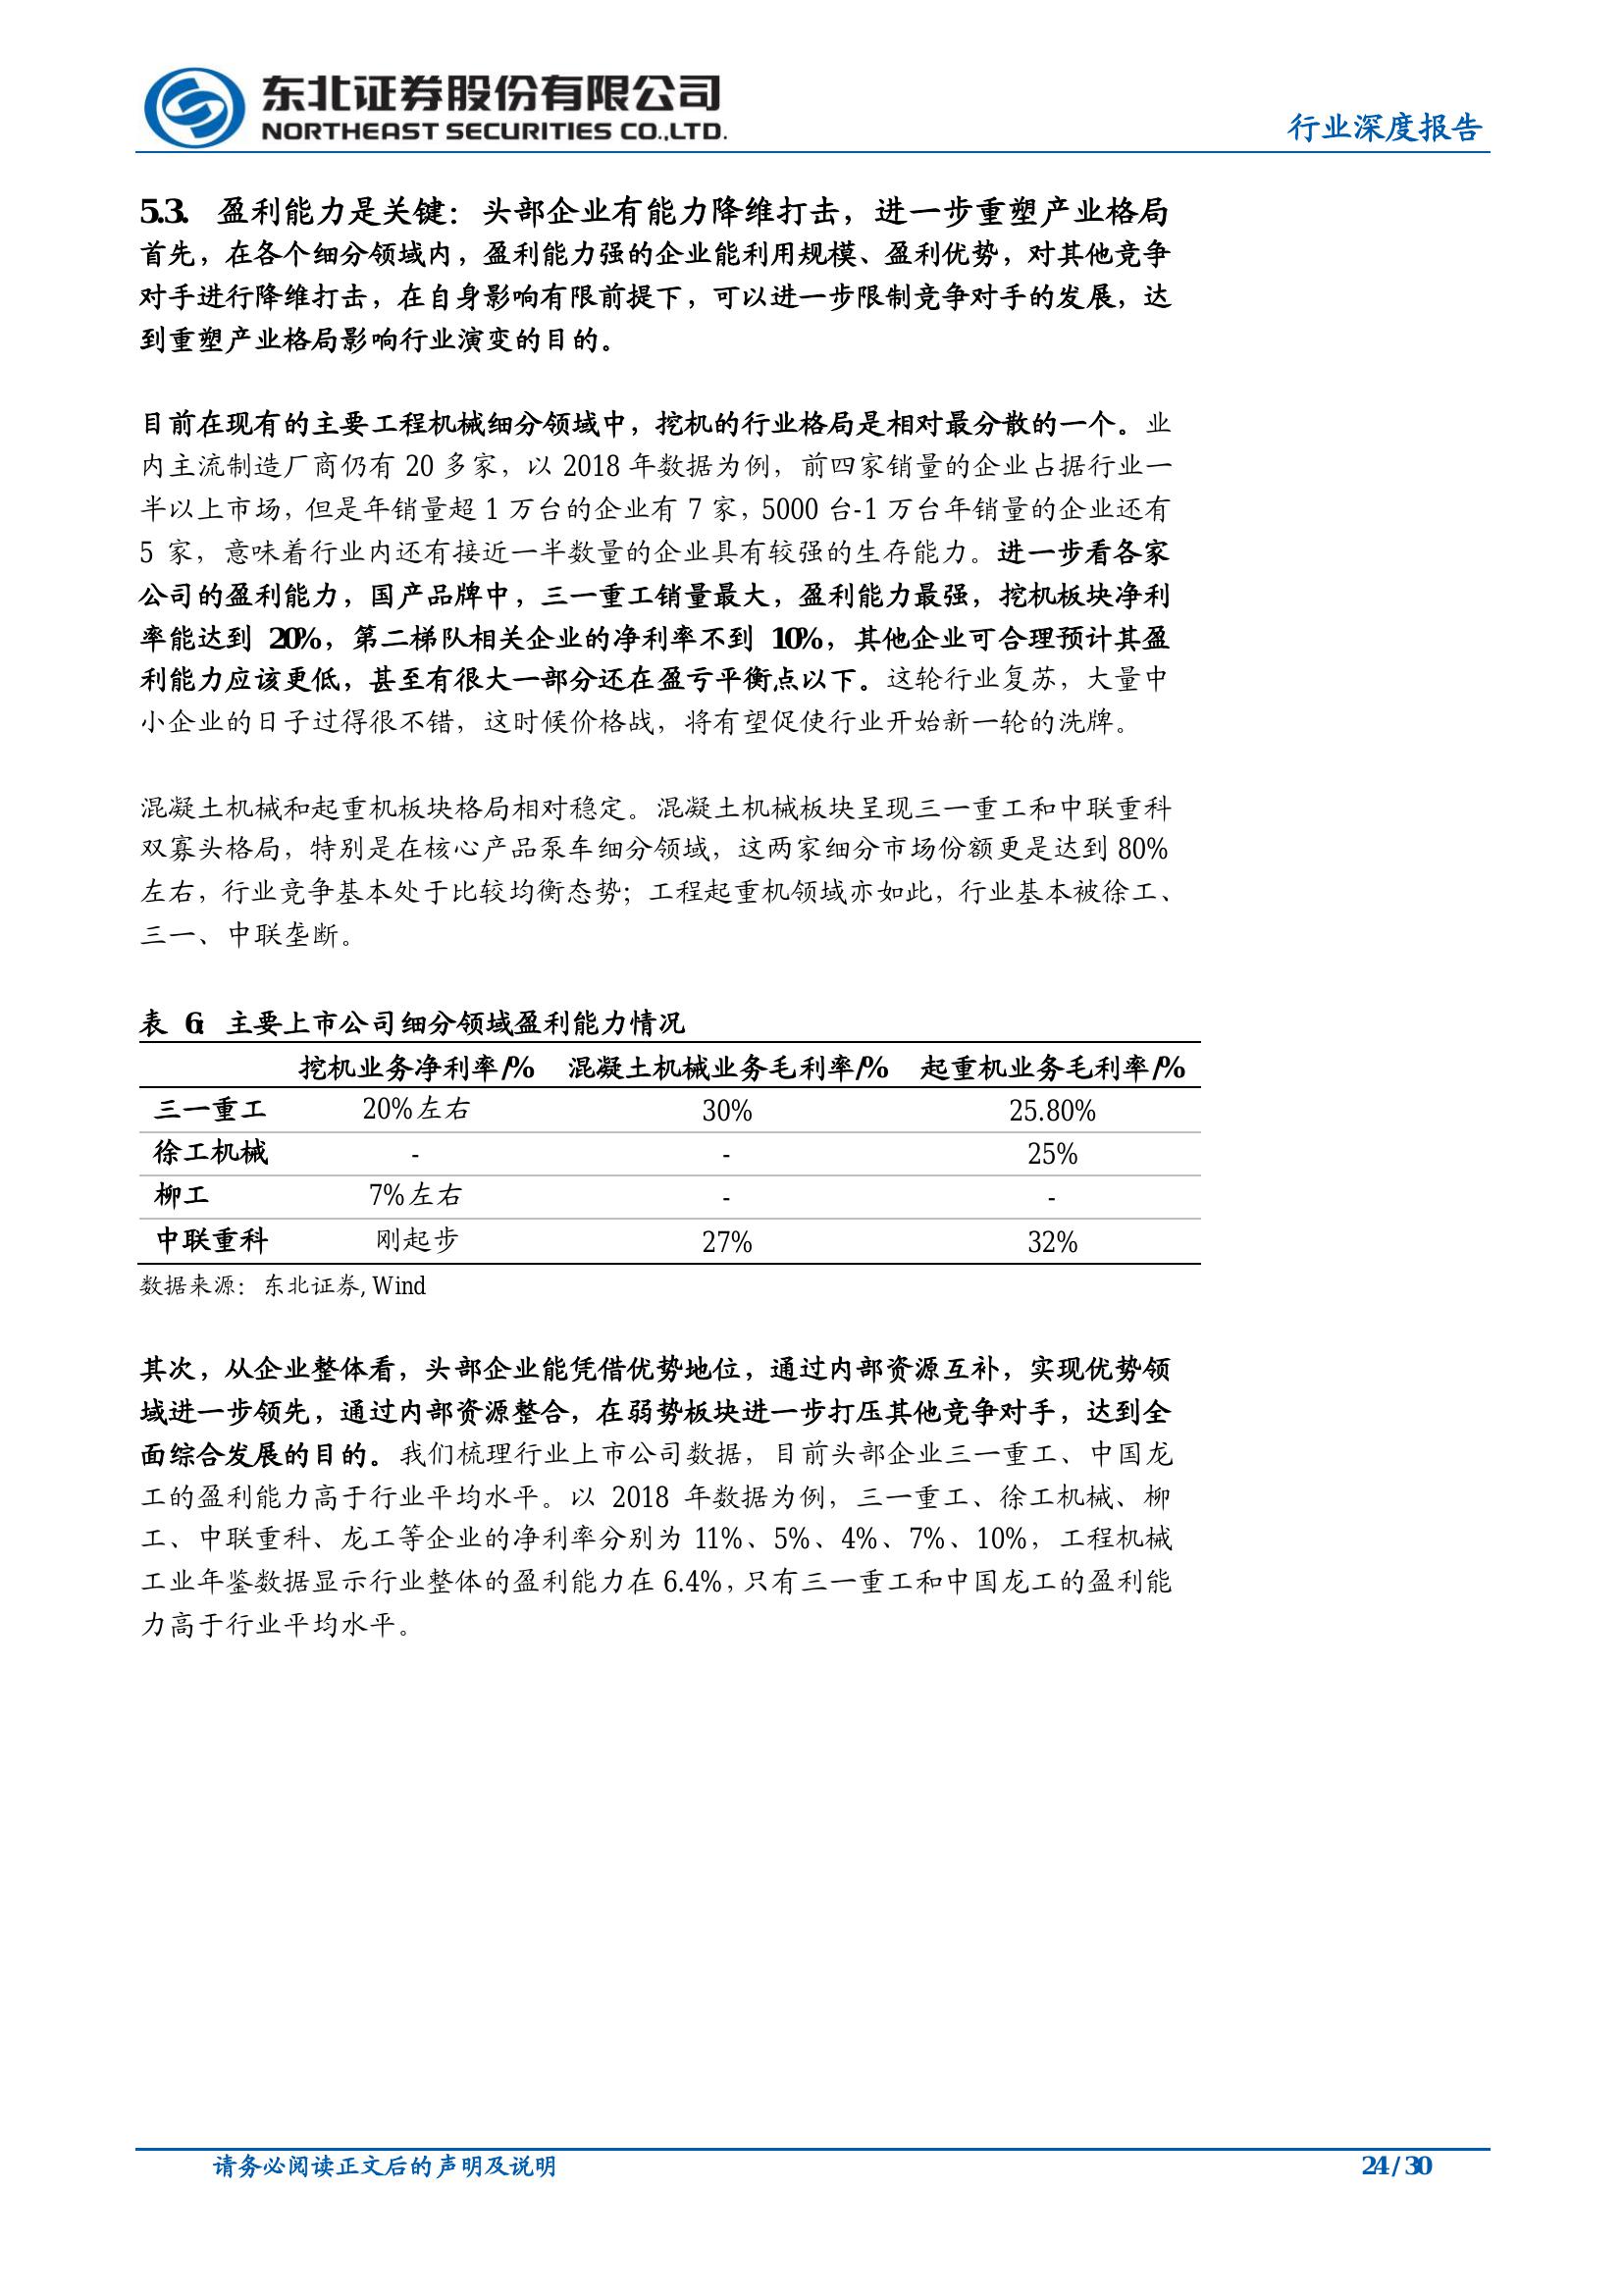 东北证券股份有限公司
NORTHEAST SECURITIES CO.,LTD.
行业深度报告
5.3. 盈利能力是关键：头部企业有能力降维打击，进一步重塑产业格局
首先，在各个细分领域内，盈利能力强的企业能利用规模、盈利优势，对其他竞争
对手进行降维打击，在自身影响有限前提下，可以进一步限制竞争对手的发展，达
到重塑产业格局影响行业演变的目的。
目前在现有的主要工程机械细分领域中，挖机的行业格局是相对最分散的一个。业
内主流制造厂商仍有 20 多家，以 2018 年数据为例，前四家销量的企业占据行业一
半以上市场，但是年销量超 1 万台的企业有 7 家，5000 台-1 万台年销量的企业还有
5 家，意味着行业内还有接近一半数量的企业具有较强的生存能力。进一步看各家
公司的盈利能力，国产品牌中，三一重工销量最大，盈利能力最强，挖机板块净利
率能达到 20%，第二梯队相关企业的净利率不到 10%，其他企业可合理预计其盈
利能力应该更低，甚至有很大一部分还在盈亏平衡点以下。这轮行业复苏，大量中
小企业的日子过得很不错，这时候价格战，将有望促使行业开始新一轮的洗牌。
混凝土机械和起重机板块格局相对稳定。混凝土机械板块呈现三一重工和中联重科
双寡头格局，特别是在核心产品泵车细分领域，这两家细分市场份额更是达到 80%
左右，行业竞争基本处于比较均衡态势；工程起重机领域亦如此，行业基本被徐工、
三一、中联垄断。
表 6：主要上市公司细分领域盈利能力情况
挖机业务净利率/% 混凝土机械业务毛利率/% 起重机业务毛利率/%
三一重工 20%左右 30% 25.80%
徐工机械 - - 25%
柳工 7%左右 - -
中联重科 刚起步 27% 32%
数据来源：东北证券, Wind
其次，从企业整体看，头部企业能凭借优势地位，通过内部资源互补，实现优势领
域进一步领先，通过内部资源整合，在弱势板块进一步打压其他竞争对手，达到全
面综合发展的目的。我们梳理行业上市公司数据，目前头部企业三一重工、中国龙
工的盈利能力高于行业平均水平。以 2018 年数据为例，三一重工、徐工机械、柳
工、中联重科、龙工等企业的净利率分别为 11%、5%、4%、7%、10%，工程机械
工业年鉴数据显示行业整体的盈利能力在 6.4%，只有三一重工和中国龙工的盈利能
力高于行业平均水平。
请务必阅读正文后的声明及说明
24 / 30